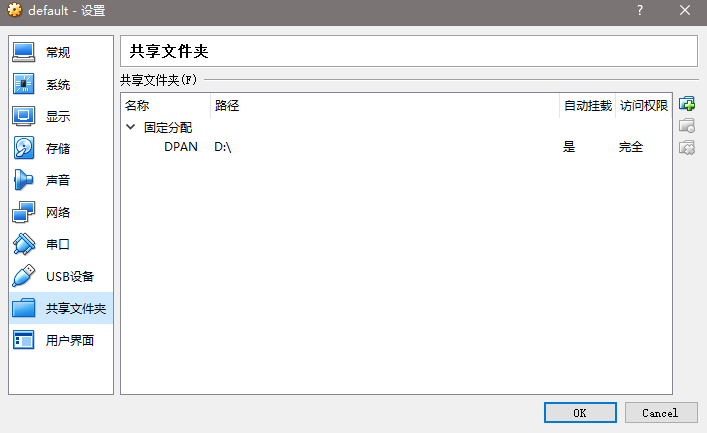 default - 设置
?
常规
系统
显示
存储
声音
网络
串口
USB设备
共享文件夹
用户界面
共享文件夹
共享文件夹(F)
名称 路径 自动挂载 访问权限
固定分配
DPAN D:\ 是 完全
OK Cancel